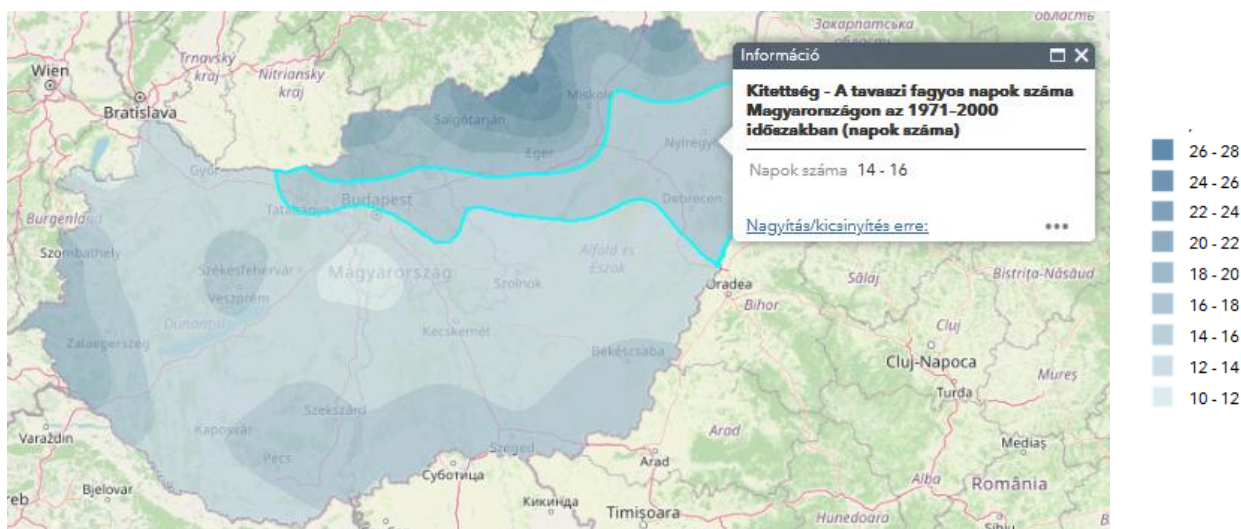 Закарпатська
область
область
Trnavský
kraj
Nitriansky
kraj
Wien
Bratislava
Miskolc
Salgótarján
Eger
Nyíregy
Győr
Budapest
Tatabánya
Debrecen
Burgenland
Szombathely
Székesfehérvár
Magyarország
Alföld és
Észak
Veszprém
Szolnok
Oradea
Sălaj
Bistrița-Năsăud
Bihor
Dunántúl
Zalaegerszeg
Kecskemét
Békéscsaba
Cluj
Cluj-Napoca
Mureș
Turda
Szekszárd
Kaposvár
Varaždin
Pécs
Szeged
Arad
Arad
Mediaș
Суботица
Alba
România
Bjelovar
reb
Кикинда
Timișoara
Hunedoara
Sibiu
B
Információ
Kitettség - A tavaszi fagyos napok száma
Magyarországon az 1971-2000
időszakban (napok száma)
Napok száma 14 - 16
Nagyítás/kicsinyítés erre:
26 - 28
24 - 26
22 - 24
20 - 22
18 - 20
16 - 18
14 - 16
12 - 14
10 - 12